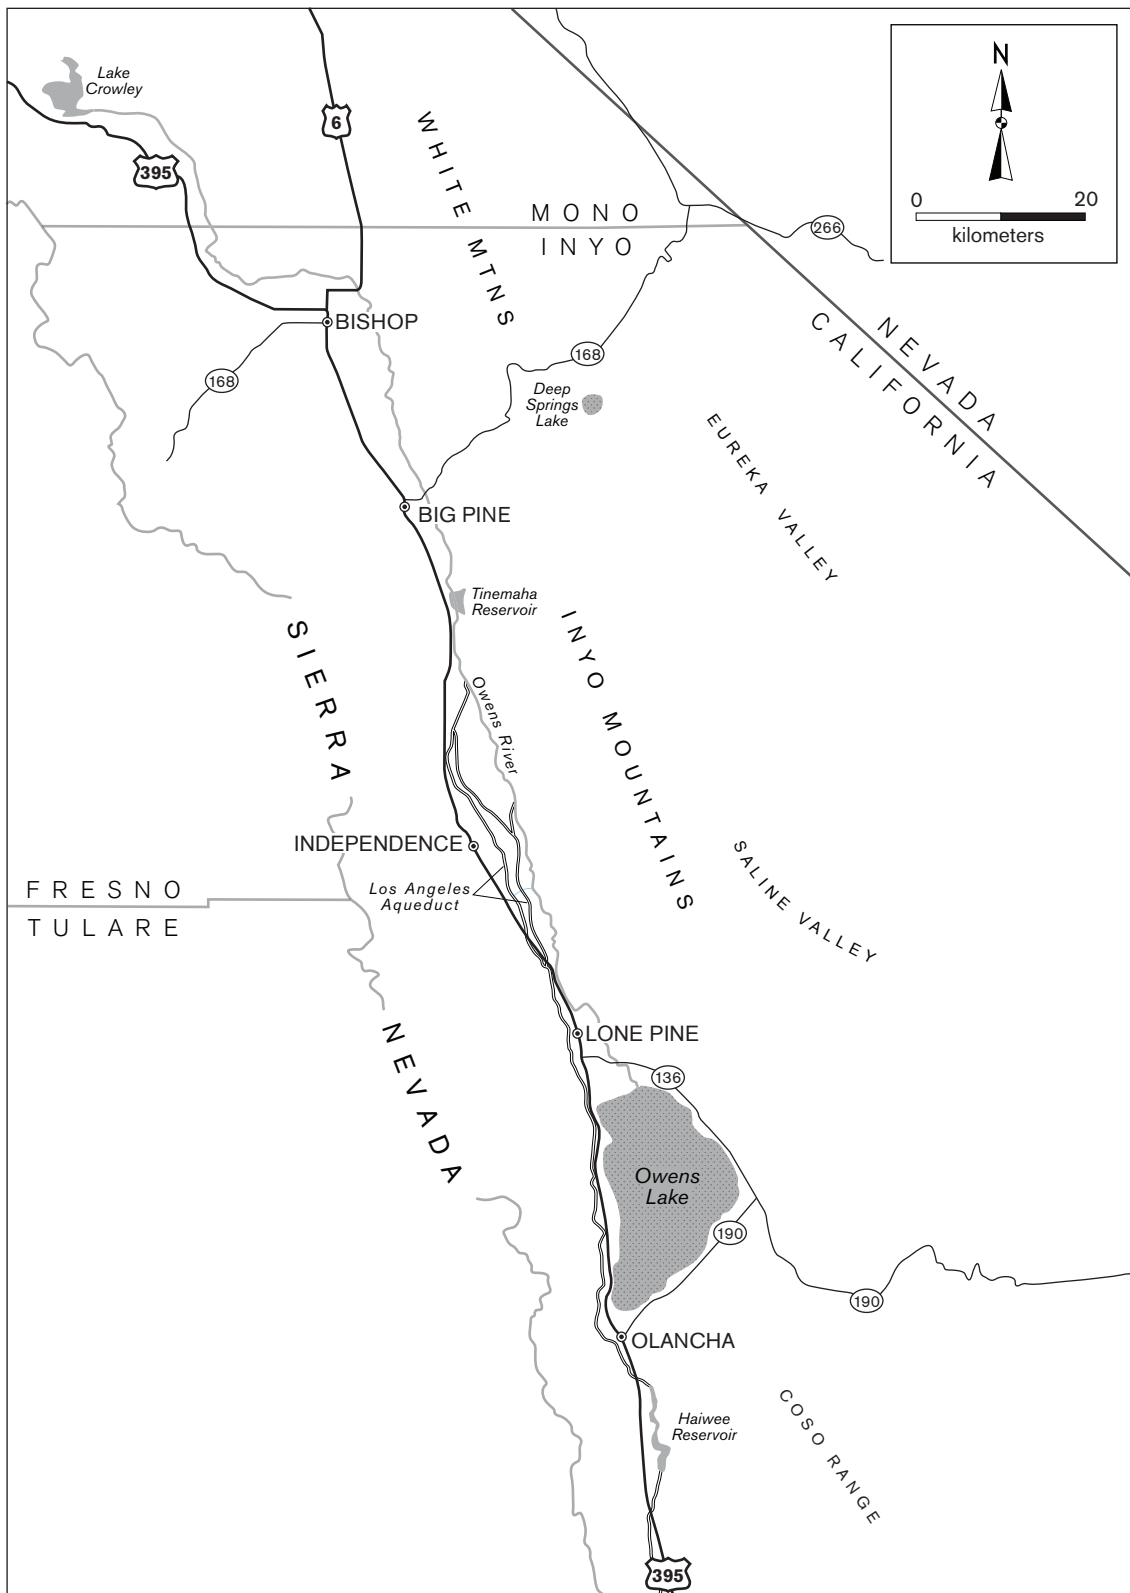 Lake
Crowley
6
395
N
0 20
kilometers
WHITE MTNS
MONO
INYO
266
BISHOP
168
168
NEVADA
CALIFORNIA
Deep
Springs
Lake
EUREKA VALLEY
BIG PINE
Tinemaha
Reservoir
SIERRA
INYO MOUNTAINS
Owens River
INDEPENDENCE
SALINE VALLEY
FRESNO
TULARE
Los Angeles
Aqueduct
NEVADA
LONE PINE
136
Owens
Lake
190
190
OLANCHA
COSO RANGE
Haiwee
Reservoir
395